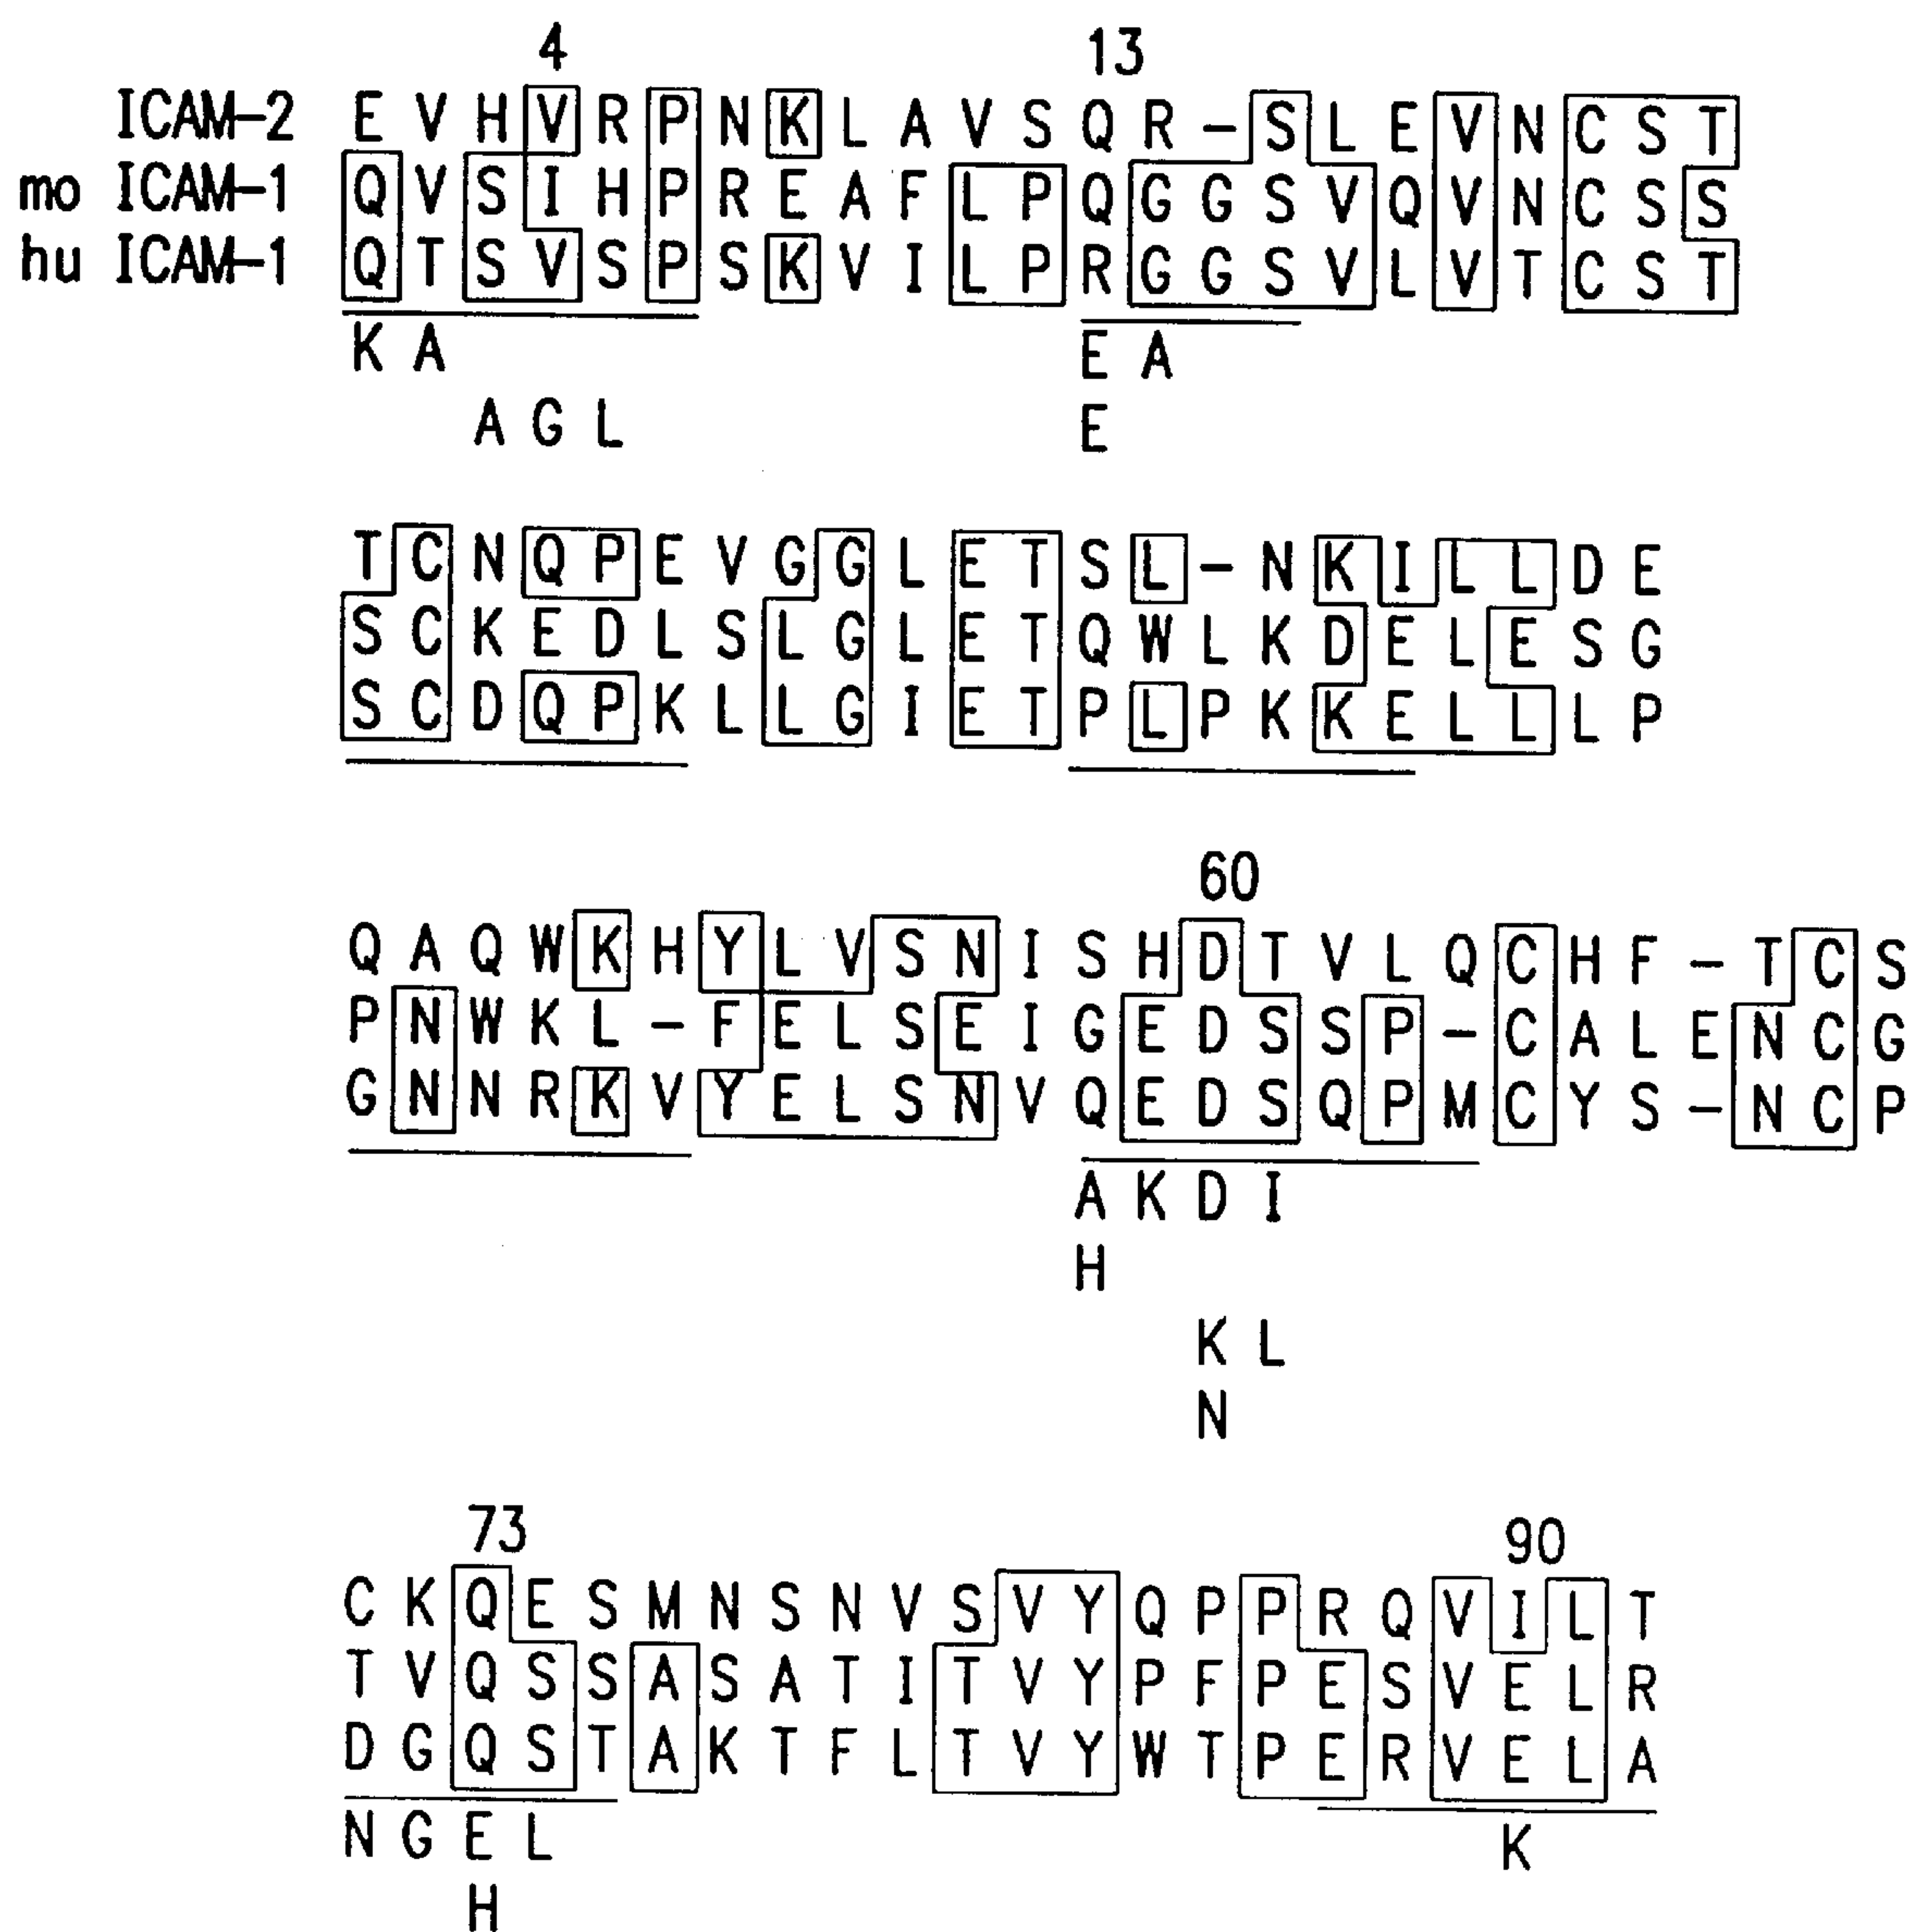 4 13
ICAM-2 E V H V R P N K L A V S Q R - S L E V N C S T
mo ICAM-1 Q V S I H P R E A F L P Q G G S V Q V N C S S
hu ICAM-1 Q T S V S P S K V I L P R G G S V L V T C S T
K A E A
A G L E
T C N Q P E V G G L E T S L - N K I L L D E
S C K E D L S L G L E T Q W L K D E L E S G
S C D Q P K L L G I E T P L P K K E L L L P
60
Q A Q W K H Y L V S N I S H D T V L Q C H F - T C S
P N W K L - F E L S E I G E D S S P - C A L E N C G
G N N R K V Y E L S N V Q E D S Q P M C Y S - N C P
A K D I
H
K L
N
73 90
C K Q E S M N S N V S V Y Q P P R Q V I L T
T V Q S S A S A T I T V Y P F P E S V E L R
D G Q S T A K T F L T V Y W T P E R V E L A
N G E L K
H